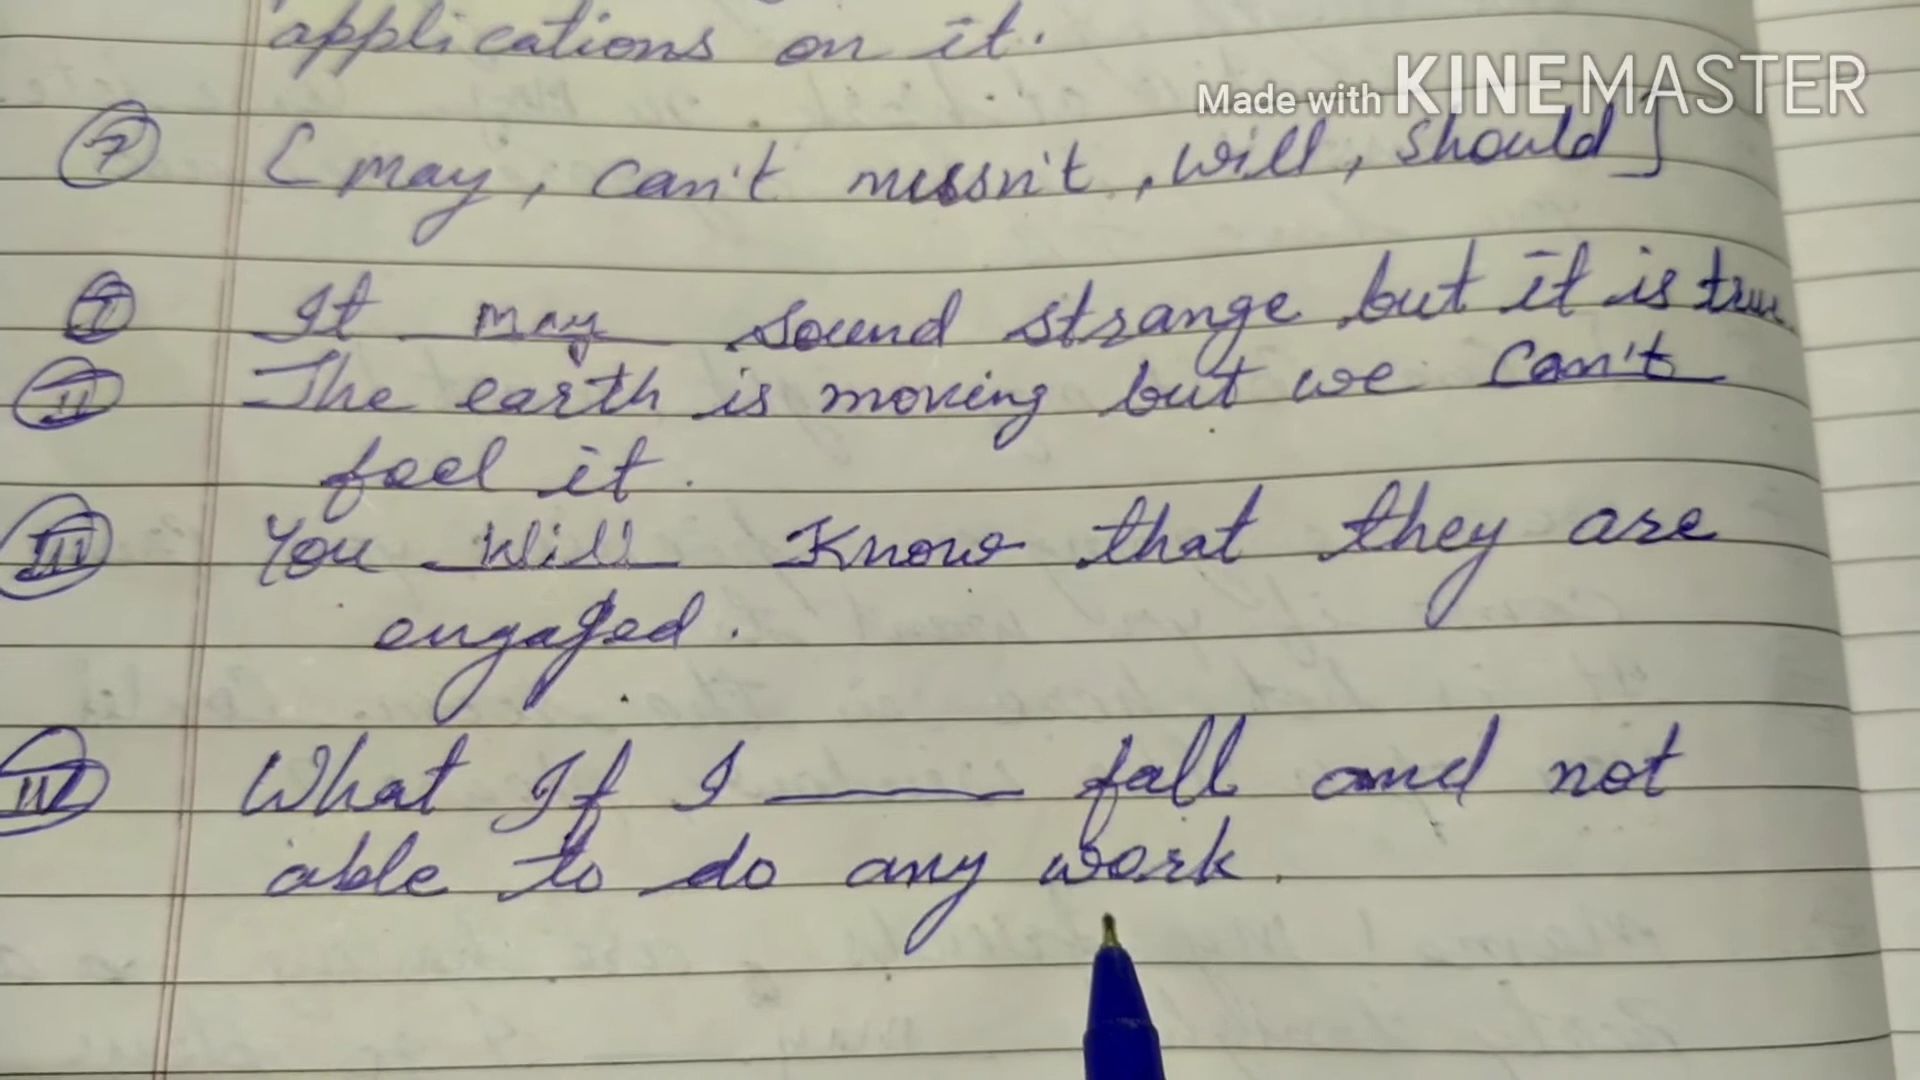 applications on it.
Made with KINEMASTER
7 [may, can't mussn't, will, should]
I It may sound strange but it is true.
II The earth is moving but we can't
feel it.
III You will know that they are
engaged.
IV What If I ______ fall and not
able to do any work.